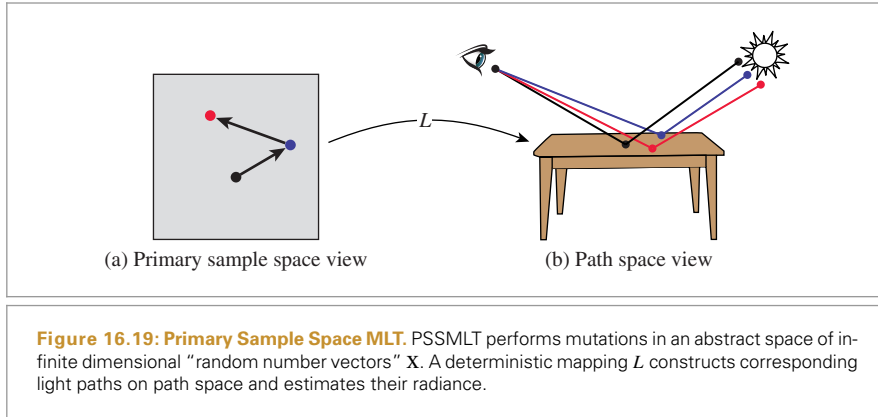 L
(a) Primary sample space view
(b) Path space view
Figure 16.19: Primary Sample Space MLT. PSSMLT performs mutations in an abstract space of in-
finite dimensional “random number vectors” X. A deterministic mapping L constructs corresponding
light paths on path space and estimates their radiance.